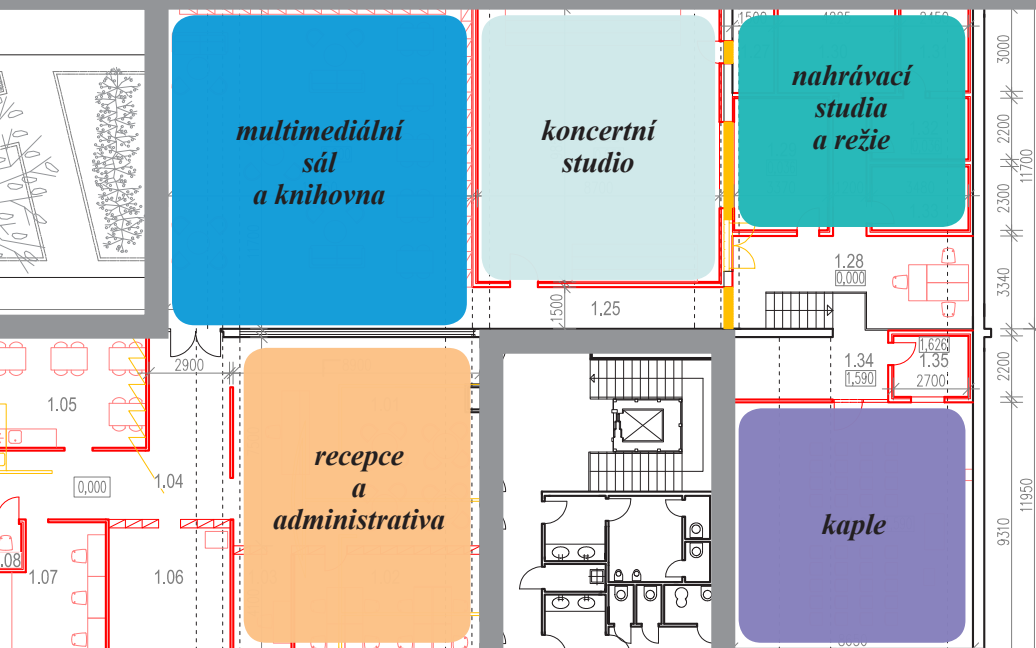 multimediální
sál
a knihovna
koncertní
studio
nahrávací
studia
a režie
3000
2200
11700
2300
1.28
0,000
3340
1500
1.25
2900
1.34
1,590
1,626
1.35
2700
2200
1.05
recepce
a
administrativa
kaple
1.04
0,000
11950
9310
1.07
1.06